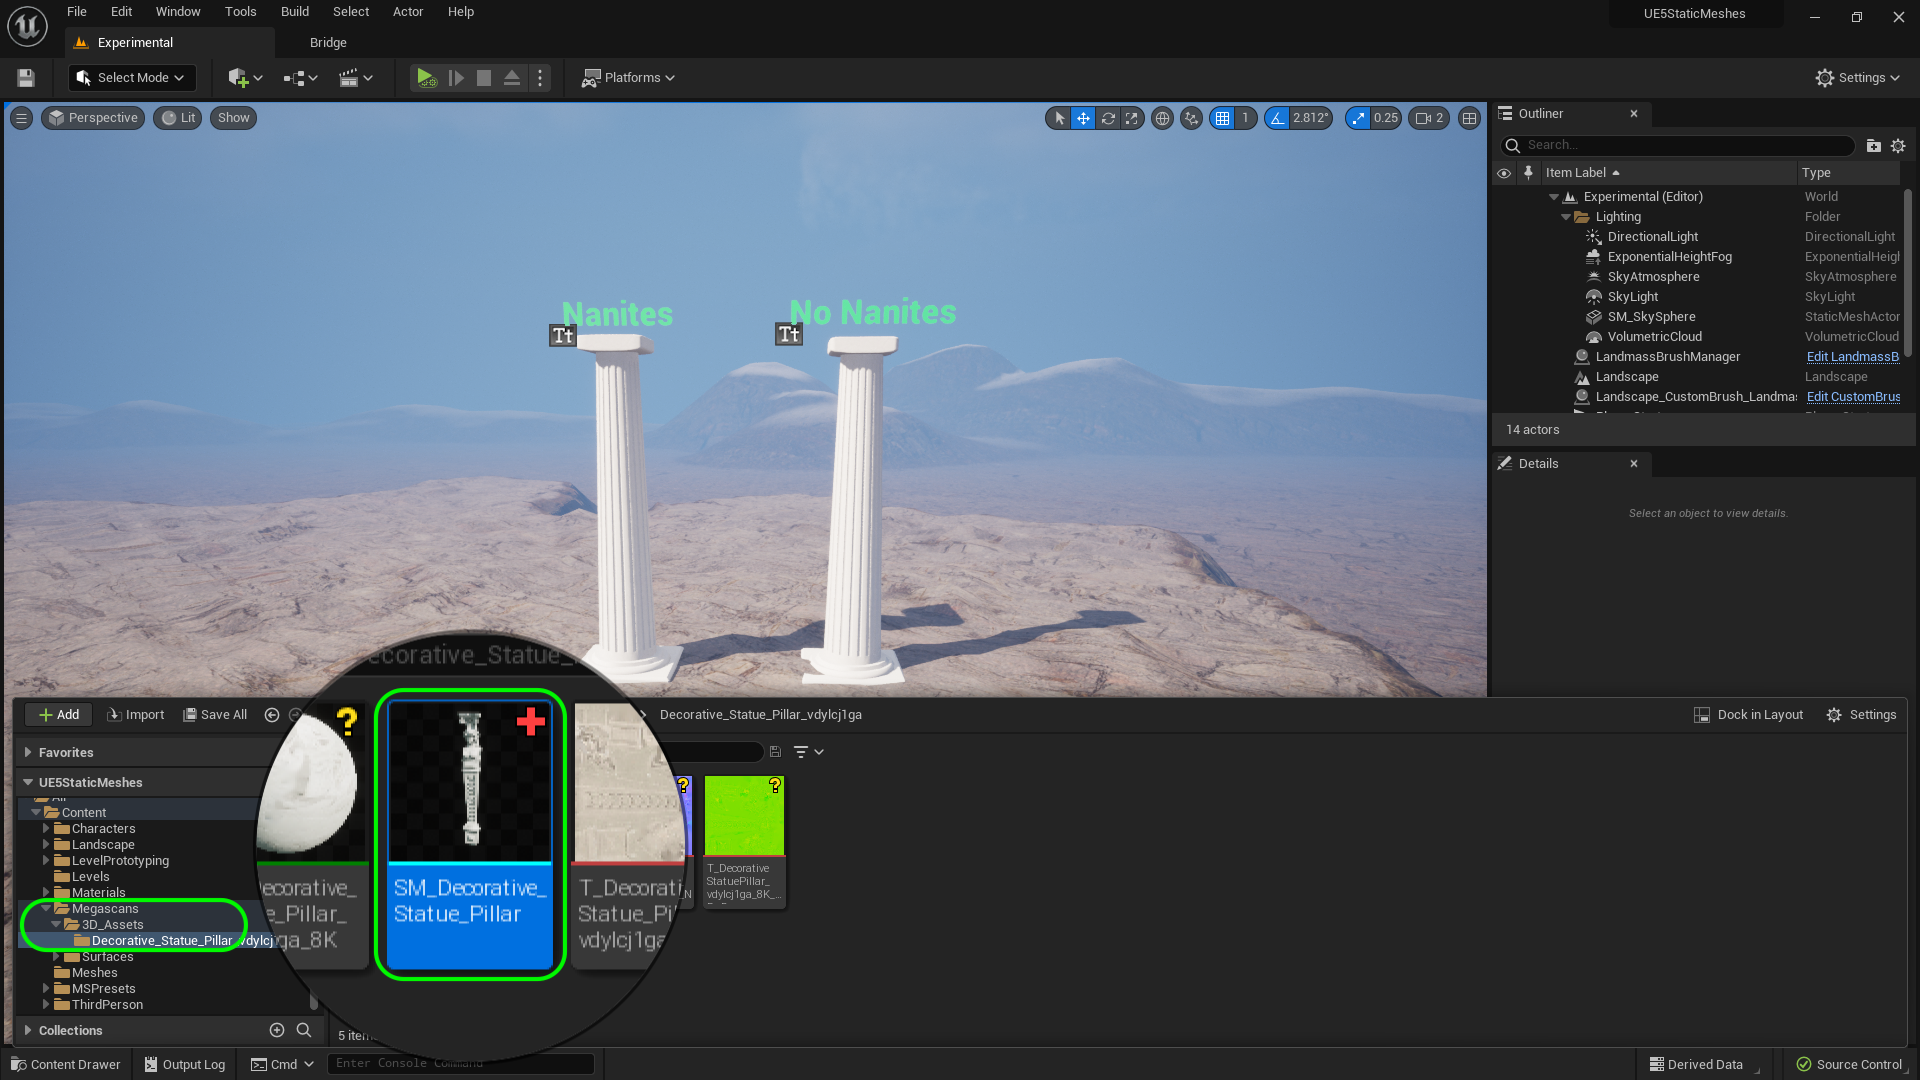 File Edit Window Tools Build Select Actor Help
UE5StaticMeshes
Experimental
Bridge
Select Mode
Platforms
Settings
Perspective
Lit
Show
1
2.812°
0.25
2
Outliner
Search...
Item Label
Type
Experimental (Editor)
World
Lighting
Folder
DirectionalLight
DirectionalLight
ExponentialHeightFog
ExponentialHeigh
SkyAtmosphere
SkyAtmosphere
SkyLight
SkyLight
SM_SkySphere
StaticMeshActor
VolumetricCloud
VolumetricCloud
LandmassBrushManager
Edit LandmassB
Landscape
Landscape
Landscape_CustomBrush_Landmas
Edit CustomBrus
14 actors
Details
Select an object to view details.
Nanites
No Nanites
Tt
Tt
ecorative_Statue_
Add
Import
Save All
Decorative_Statue_Pillar_vdylcj1ga
Dock in Layout
Settings
Favorites
UE5StaticMeshes
All
Content
Characters
Landscape
LevelPrototyping
Levels
Materials
Megascans
3D_Assets
Decorative_Statue_Pillar_vdylcj
Surfaces
Meshes
MSPresets
ThirdPerson
Collections
ecorative_
e_Pillar_
ga_8K
SM_Decorative_
Statue_Pillar
T_Decorati
Statue_Pi
vdylcj1ga
N
T_Decorative
StatuePillar_
vdylcj1ga_8K_...
5 item
Content Drawer
Output Log
Cmd
Enter Console Command
Derived Data
Source Control